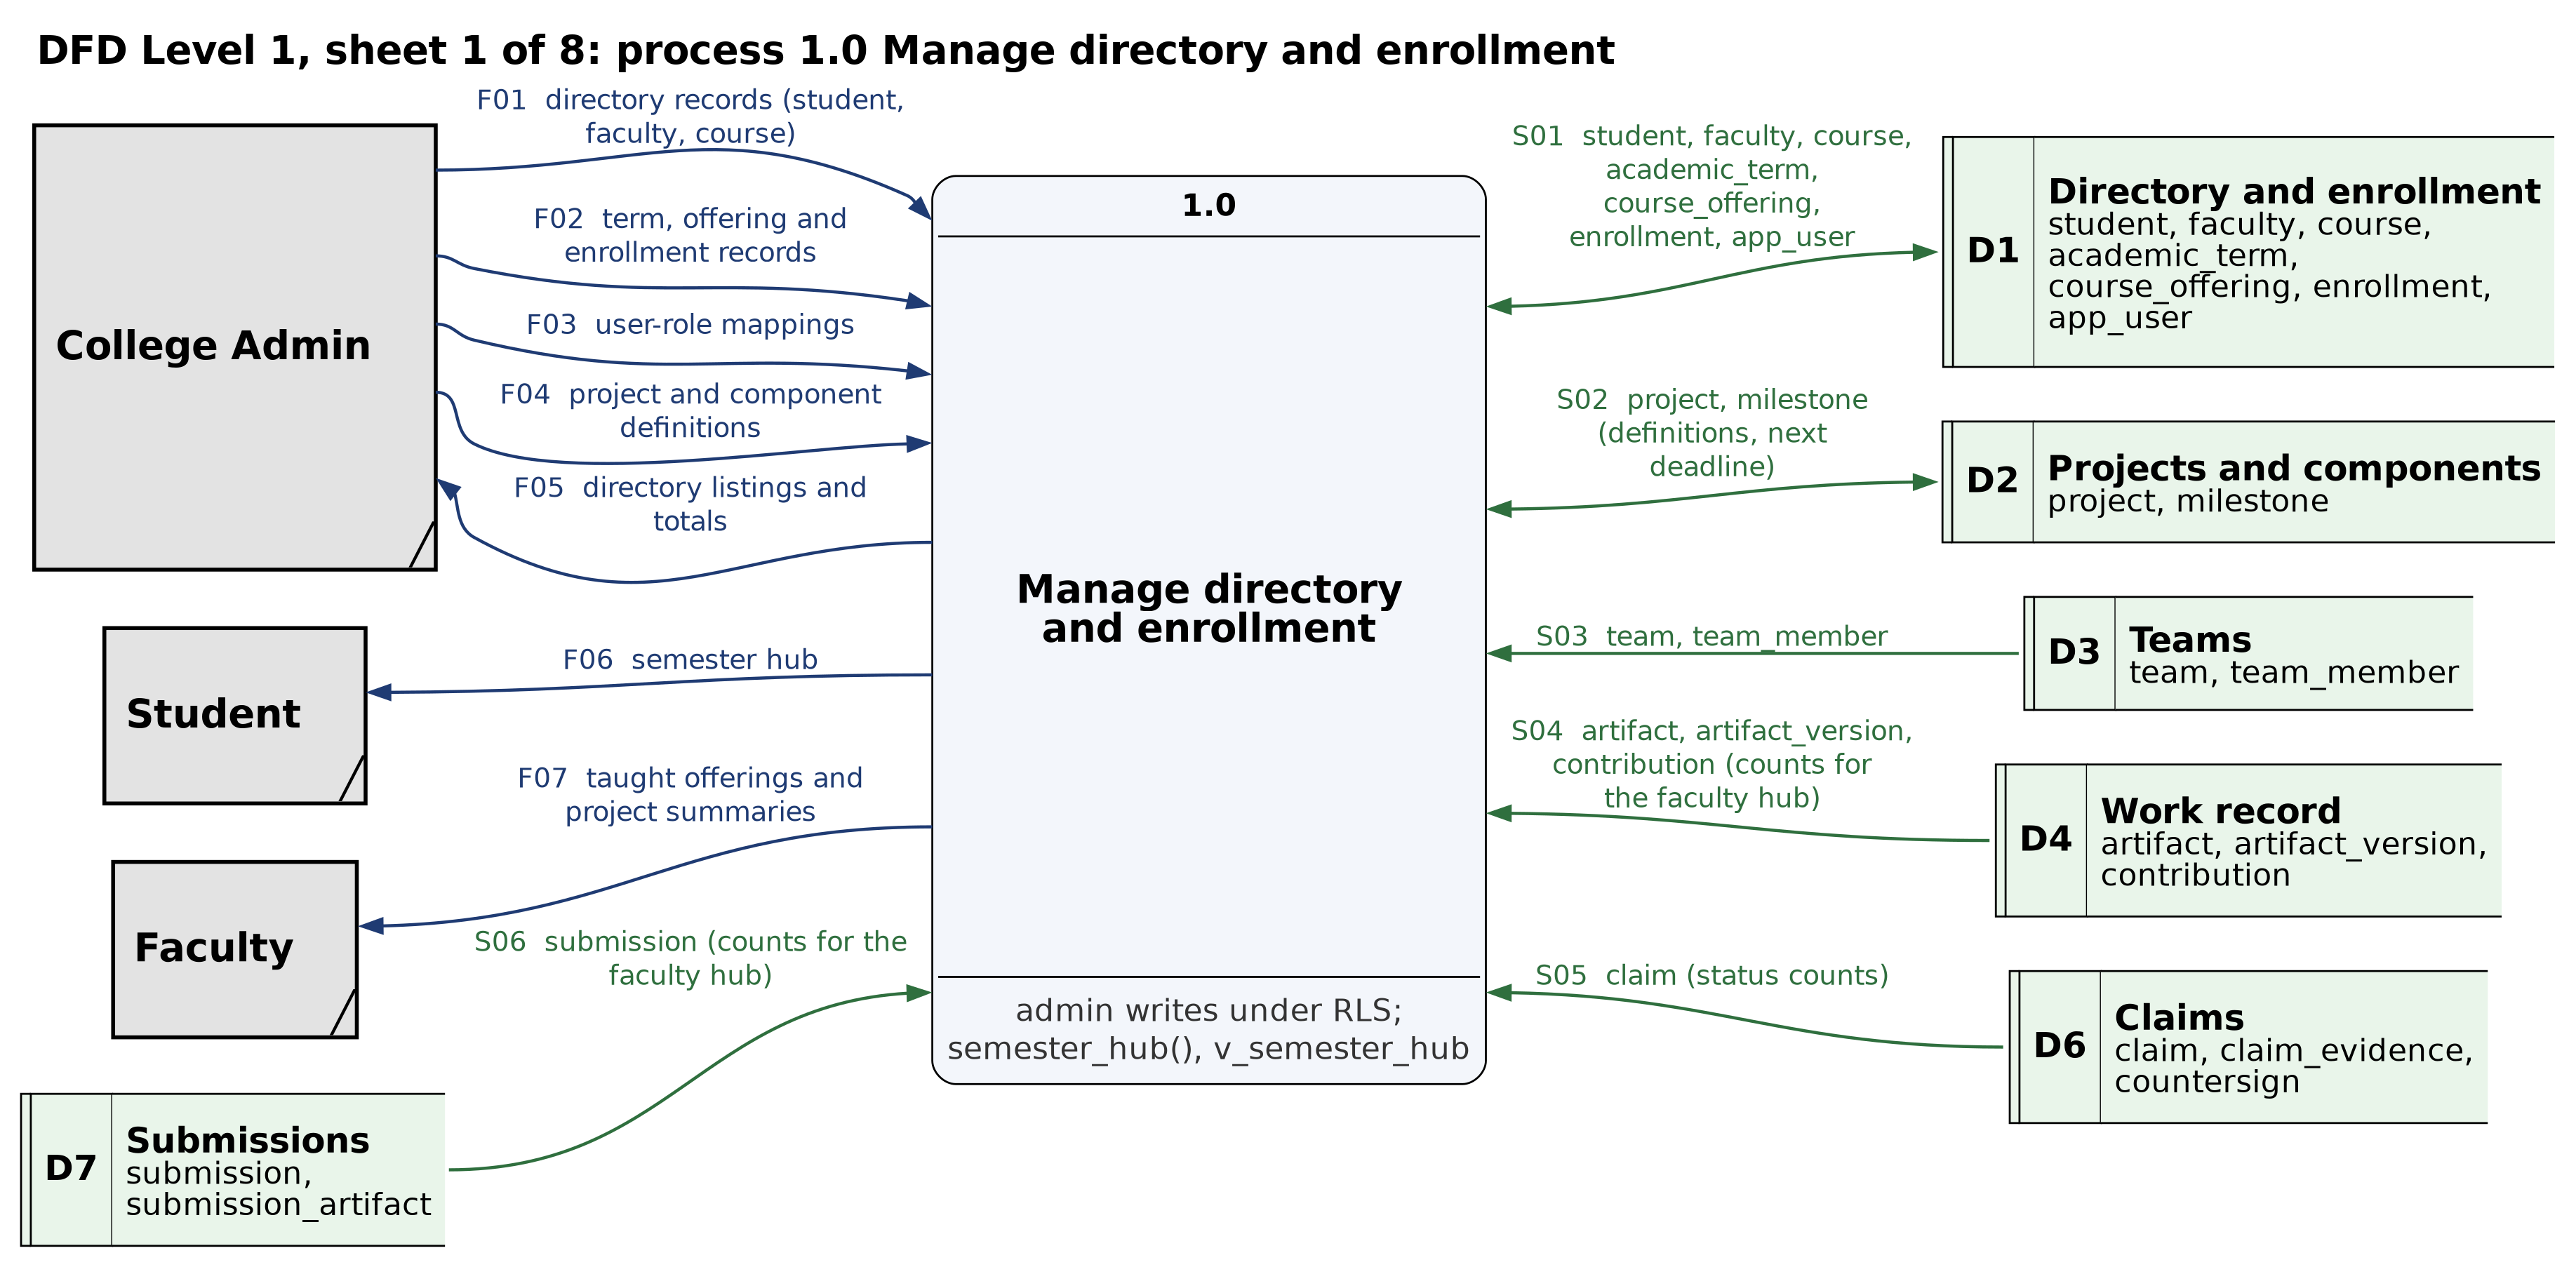 DFD Level 1, sheet 1 of 8: process 1.0 Manage directory and enrollment
College Admin
F01  directory records (student,
faculty, course)
F02  term, offering and
enrollment records
F03  user-role mappings
F04  project and component
definitions
F05  directory listings and
totals
Student
F06  semester hub
Faculty
F07  taught offerings and
project summaries
S06  submission (counts for the
faculty hub)
D7
Submissions
submission,
submission_artifact
1.0
Manage directory
and enrollment
admin writes under RLS;
semester_hub(), v_semester_hub
S01  student, faculty, course,
academic_term,
course_offering,
enrollment, app_user
D1
Directory and enrollment
student, faculty, course,
academic_term,
course_offering, enrollment,
app_user
S02  project, milestone
(definitions, next
deadline)
D2
Projects and components
project, milestone
S03  team, team_member
D3
Teams
team, team_member
S04  artifact, artifact_version,
contribution (counts for
the faculty hub)
D4
Work record
artifact, artifact_version,
contribution
S05  claim (status counts)
D6
Claims
claim, claim_evidence,
countersign